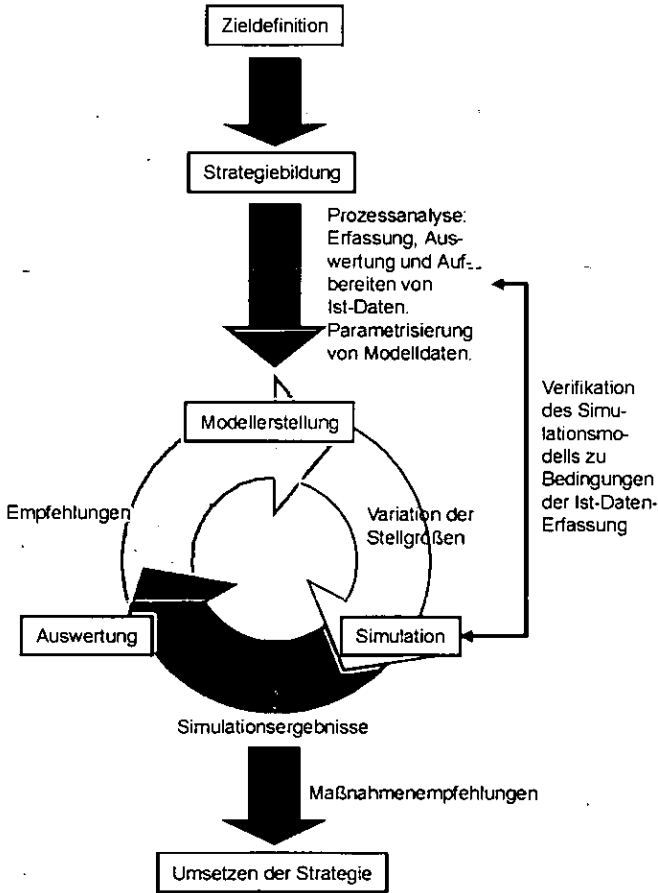 Zieldefinition
Strategiebildung
Prozessanalyse:
Erfassung, Aus-
wertung und Auf-
bereiten von
Ist-Daten.
Parametrisierung
von Modelldaten.
Verifikation
des Simu-
lationsmo-
dells zu
Bedingungen
der Ist-Daten-
Erfassung
Modellerstellung
Empfehlungen
Variation der
Stellgrößen
Auswertung
Simulation
Simulationsergebnisse
Maßnahmenempfehlungen
Umsetzen der Strategie